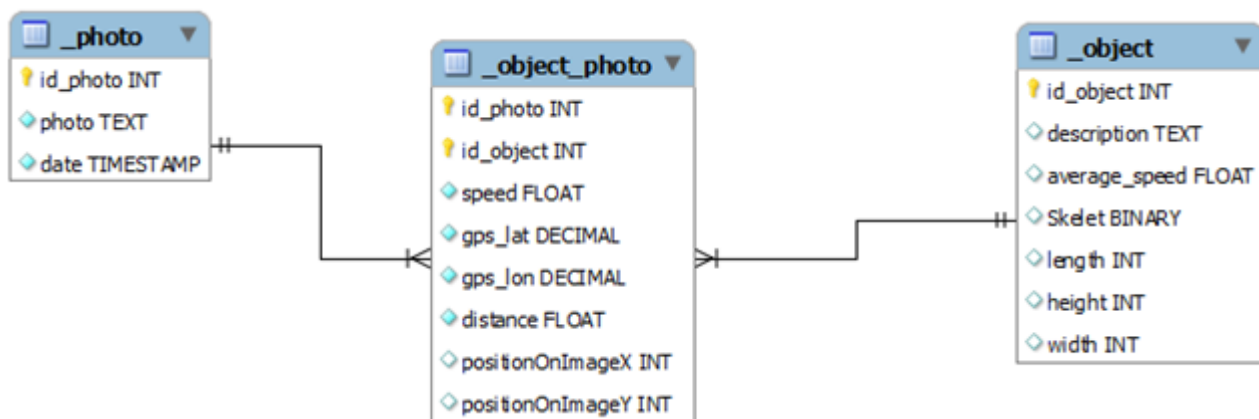 _photo
id_photo INT
photo TEXT
date TIMESTAMP
_object_photo
id_photo INT
id_object INT
speed FLOAT
gps_lat DECIMAL
gps_lon DECIMAL
distance FLOAT
positionOnImageX INT
positionOnImageY INT
_object
id_object INT
description TEXT
average_speed FLOAT
Skelet BINARY
length INT
height INT
width INT